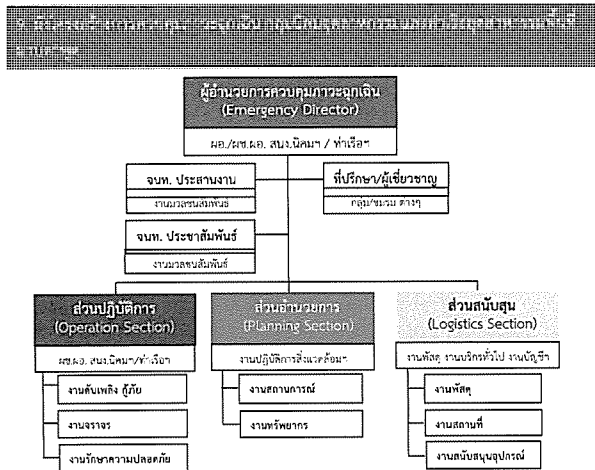 ผู้อำนวยการควบคุมภาวะฉุกเฉิน
(Emergency Director)
ผอ./ผช.ผอ. สนง.นิคมฯ / ท่าเรือฯ
จนท. ประสานงาน
งานมวลชนสัมพันธ์
ที่ปรึกษา/ผู้เชี่ยวชาญ
กลุ่ม/ชมรม ต่างๆ
จนท. ประชาสัมพันธ์
งานมวลชนสัมพันธ์
ส่วนปฏิบัติการ
(Operation Section)
ผช.ผอ. สนง.นิคมฯ/ท่าเรือฯ
งานดับเพลิง กู้ภัย
งานจราจร
งานรักษาความปลอดภัย
ส่วนอำนวยการ
(Planning Section)
งานปฏิบัติการสิ่งแวดล้อมฯ
งานสถานการณ์
งานทรัพยากร
ส่วนสนับสุน
(Logistics Section)
งานพัสดุ งานบริการทั่วไป งานบัญชีฯ
งานพัสดุ
งานสถานที่
งานสนับสนุนอุปกรณ์